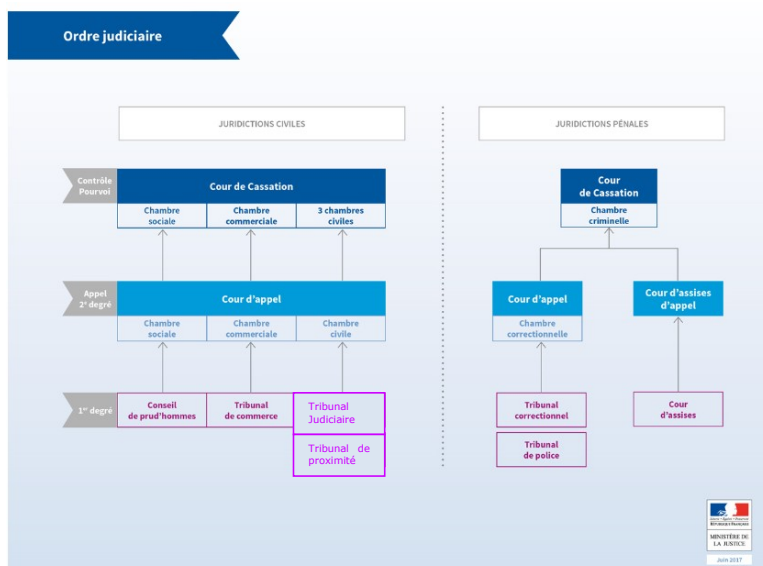 Ordre judiciaire
JURIDICTIONS CIVILES
JURIDICTIONS PÉNALES
Contrôle
Pourvoi
Cour de Cassation
Chambre
sociale
Chambre
commerciale
3 chambres
civiles
Cour
de Cassation
Chambre
criminelle
Appel
2e degré
Cour d'appel
Chambre
sociale
Chambre
commerciale
Chambre
civile
Cour d'appel
Chambre
correctionnelle
Cour d'assises
d'appel
1er degré
Conseil
de prud'hommes
Tribunal
de commerce
Tribunal
Judiciaire
Tribunal de
proximité
Tribunal
correctionnel
Tribunal
de police
Cour
d'assises
MINISTÈRE DE
LA JUSTICE
Juin 2017